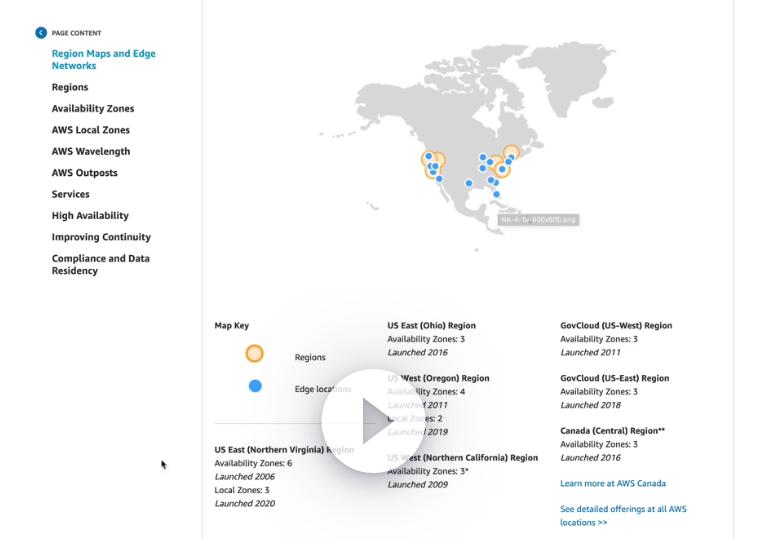 PAGE CONTENT
Region Maps and Edge
Networks
Regions
Availability Zones
AWS Local Zones
AWS Wavelength
AWS Outposts
Services
High Availability
Improving Continuity
Compliance and Data
Residency
NA-4-1b-600x600.png
Map Key
Regions
Edge locations
US East (Northern Virginia) Region
Availability Zones: 6
Launched 2006
Local Zones: 3
Launched 2020
US East (Ohio) Region
Availability Zones: 3
Launched 2016
US West (Oregon) Region
Availability Zones: 4
Launched 2011
Local Zones: 2
Launched 2019
US West (Northern California) Region
Availability Zones: 3*
Launched 2009
GovCloud (US-West) Region
Availability Zones: 3
Launched 2011
GovCloud (US-East) Region
Availability Zones: 3
Launched 2018
Canada (Central) Region**
Availability Zones: 3
Launched 2016
Learn more at AWS Canada
See detailed offerings at all AWS
locations >>